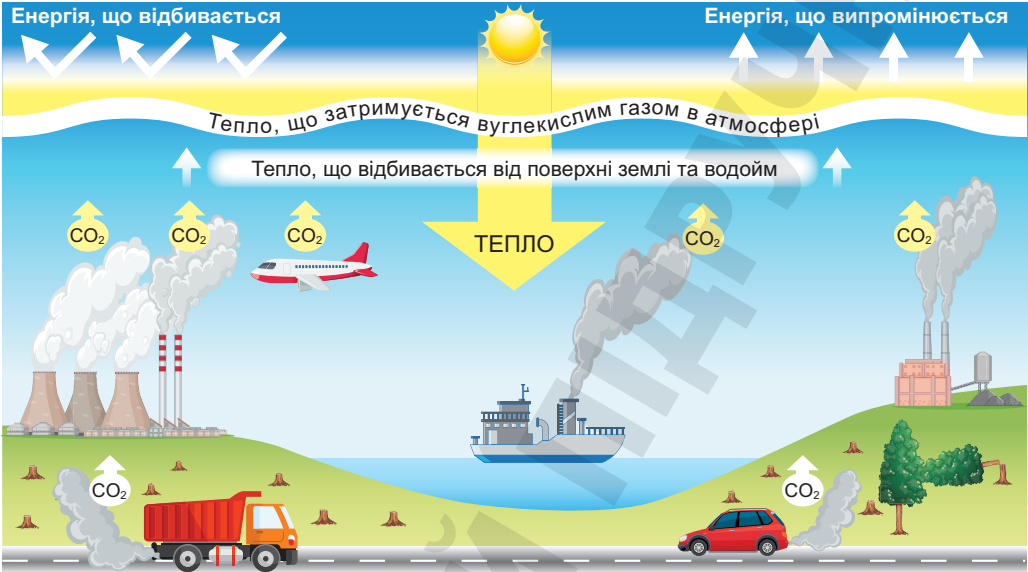 Енергія, що відбивається
Енергія, що випромінюється
Тепло, що затримується вуглекислим газом в атмосфері
Тепло, що відбивається від поверхні землі та водойм
CO₂
CO₂
CO₂
ТЕПЛО
CO₂
CO₂
CO₂
CO₂